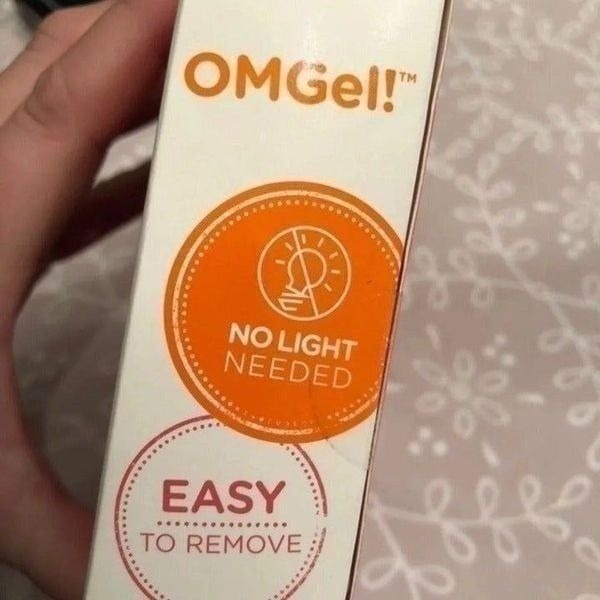 OMGel!™
NO LIGHT
NEEDED
EASY
TO REMOVE